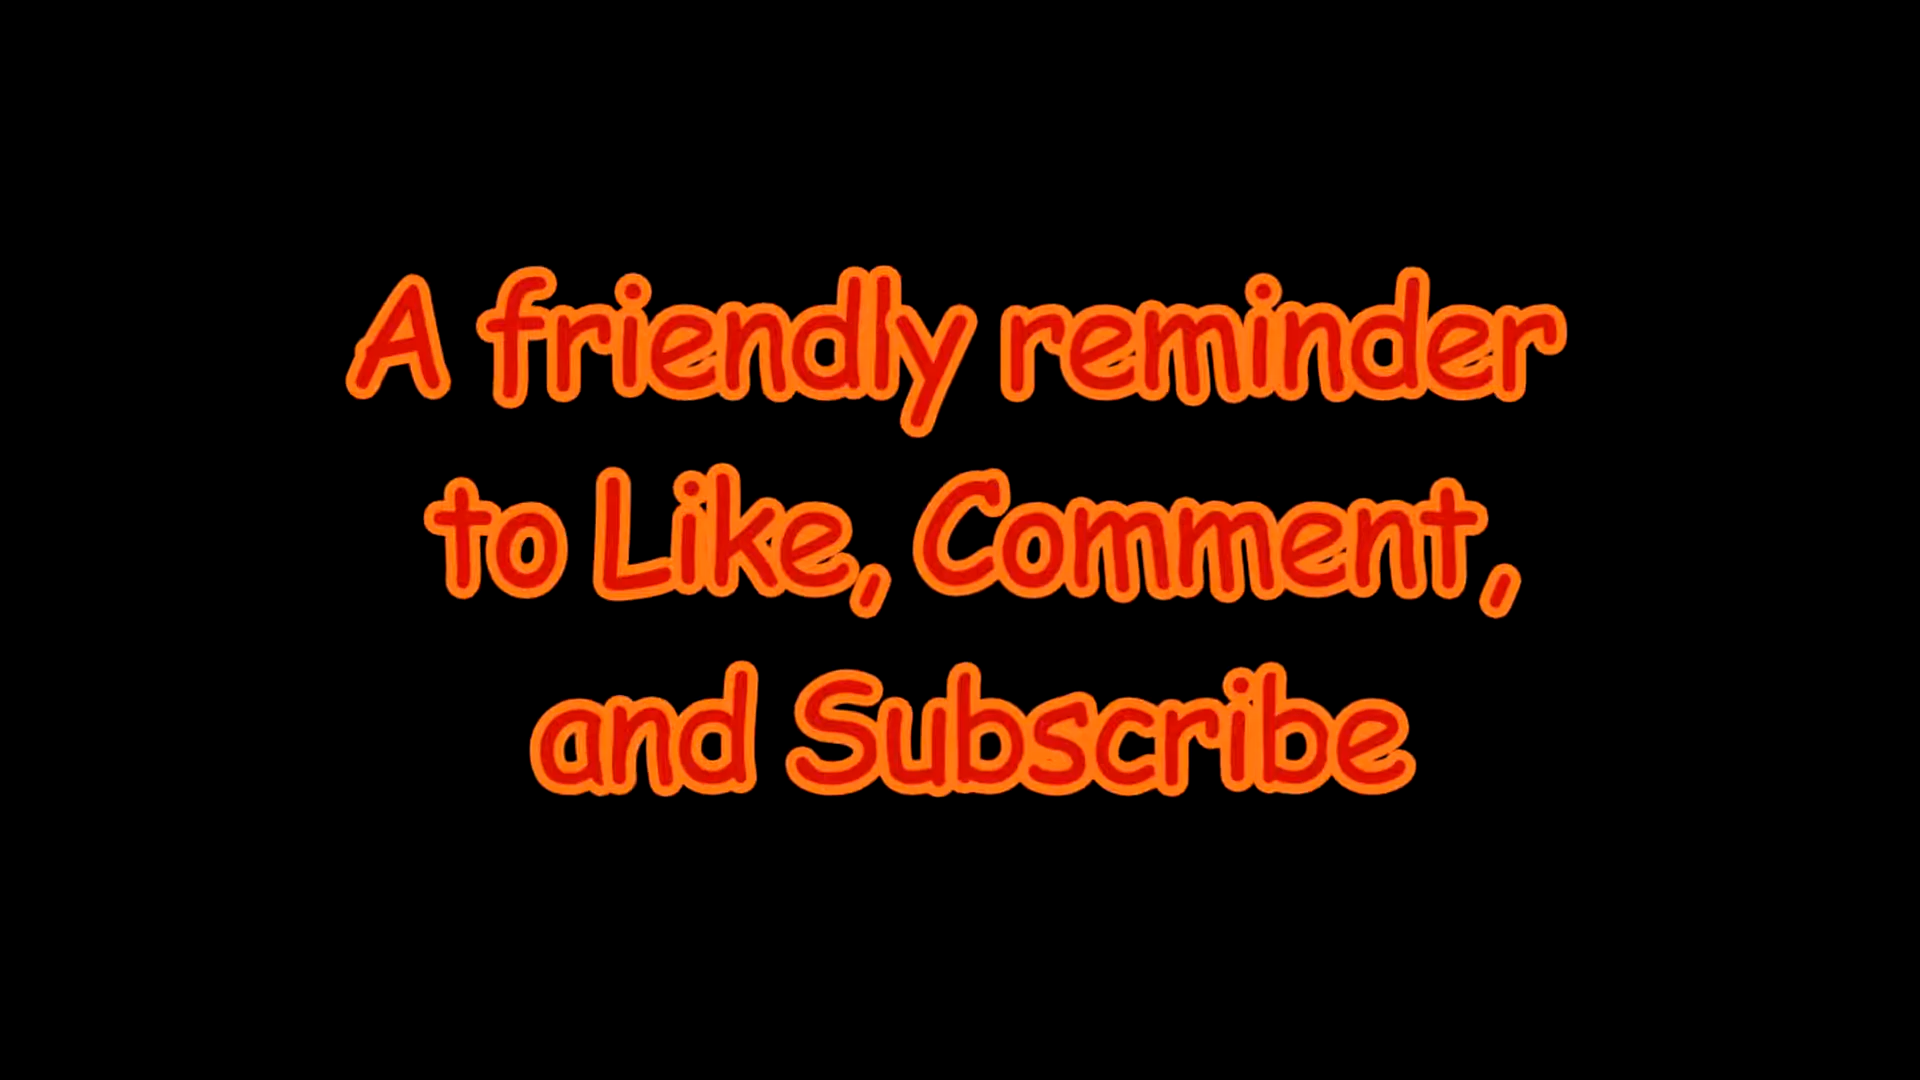 A friendly reminder
to Like, Comment,
and Subscribe